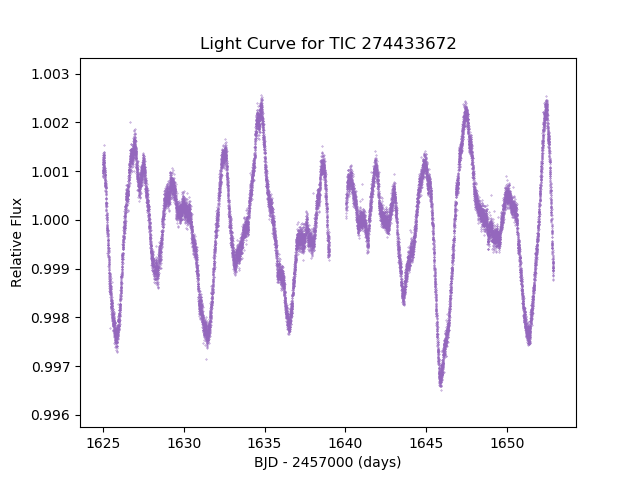 Light Curve for TIC 274433672
1.003
1.002
1.001
1.000
0.999
0.998
0.997
0.996
Relative Flux
1625 1630 1635 1640 1645 1650
BJD - 2457000 (days)